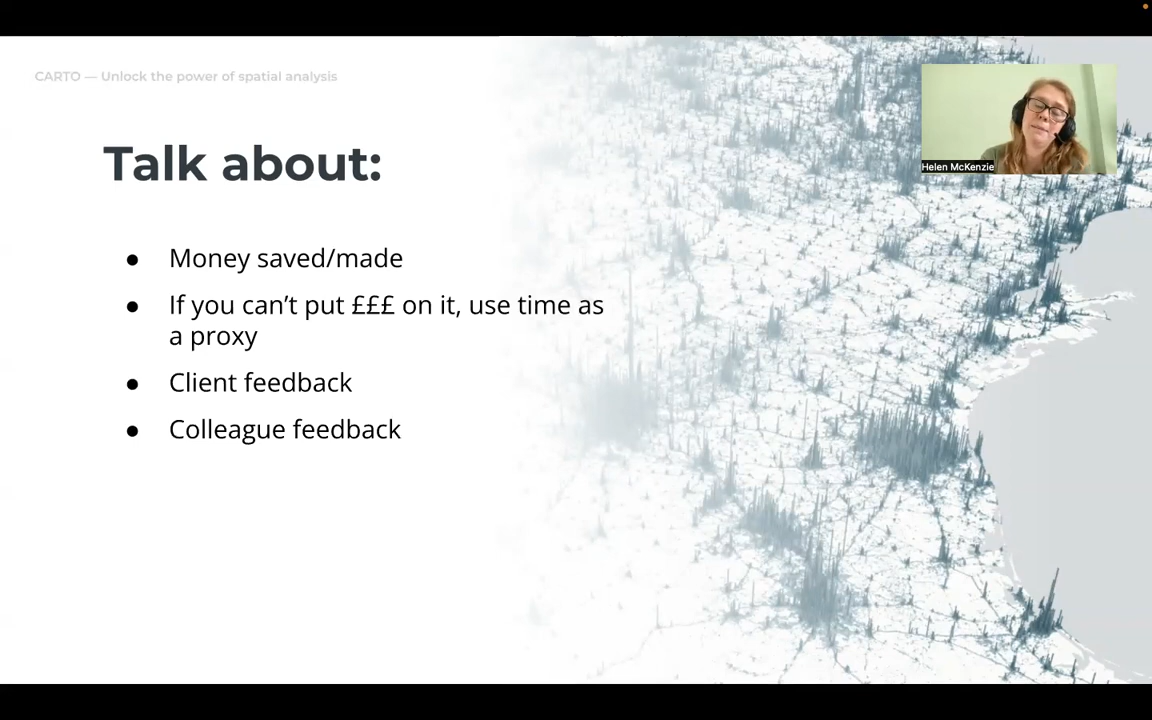 CARTO — Unlock the power of spatial analysis
Helen McKenzie
Talk about:
● Money saved/made
● If you can’t put £££ on it, use time as
a proxy
● Client feedback
● Colleague feedback